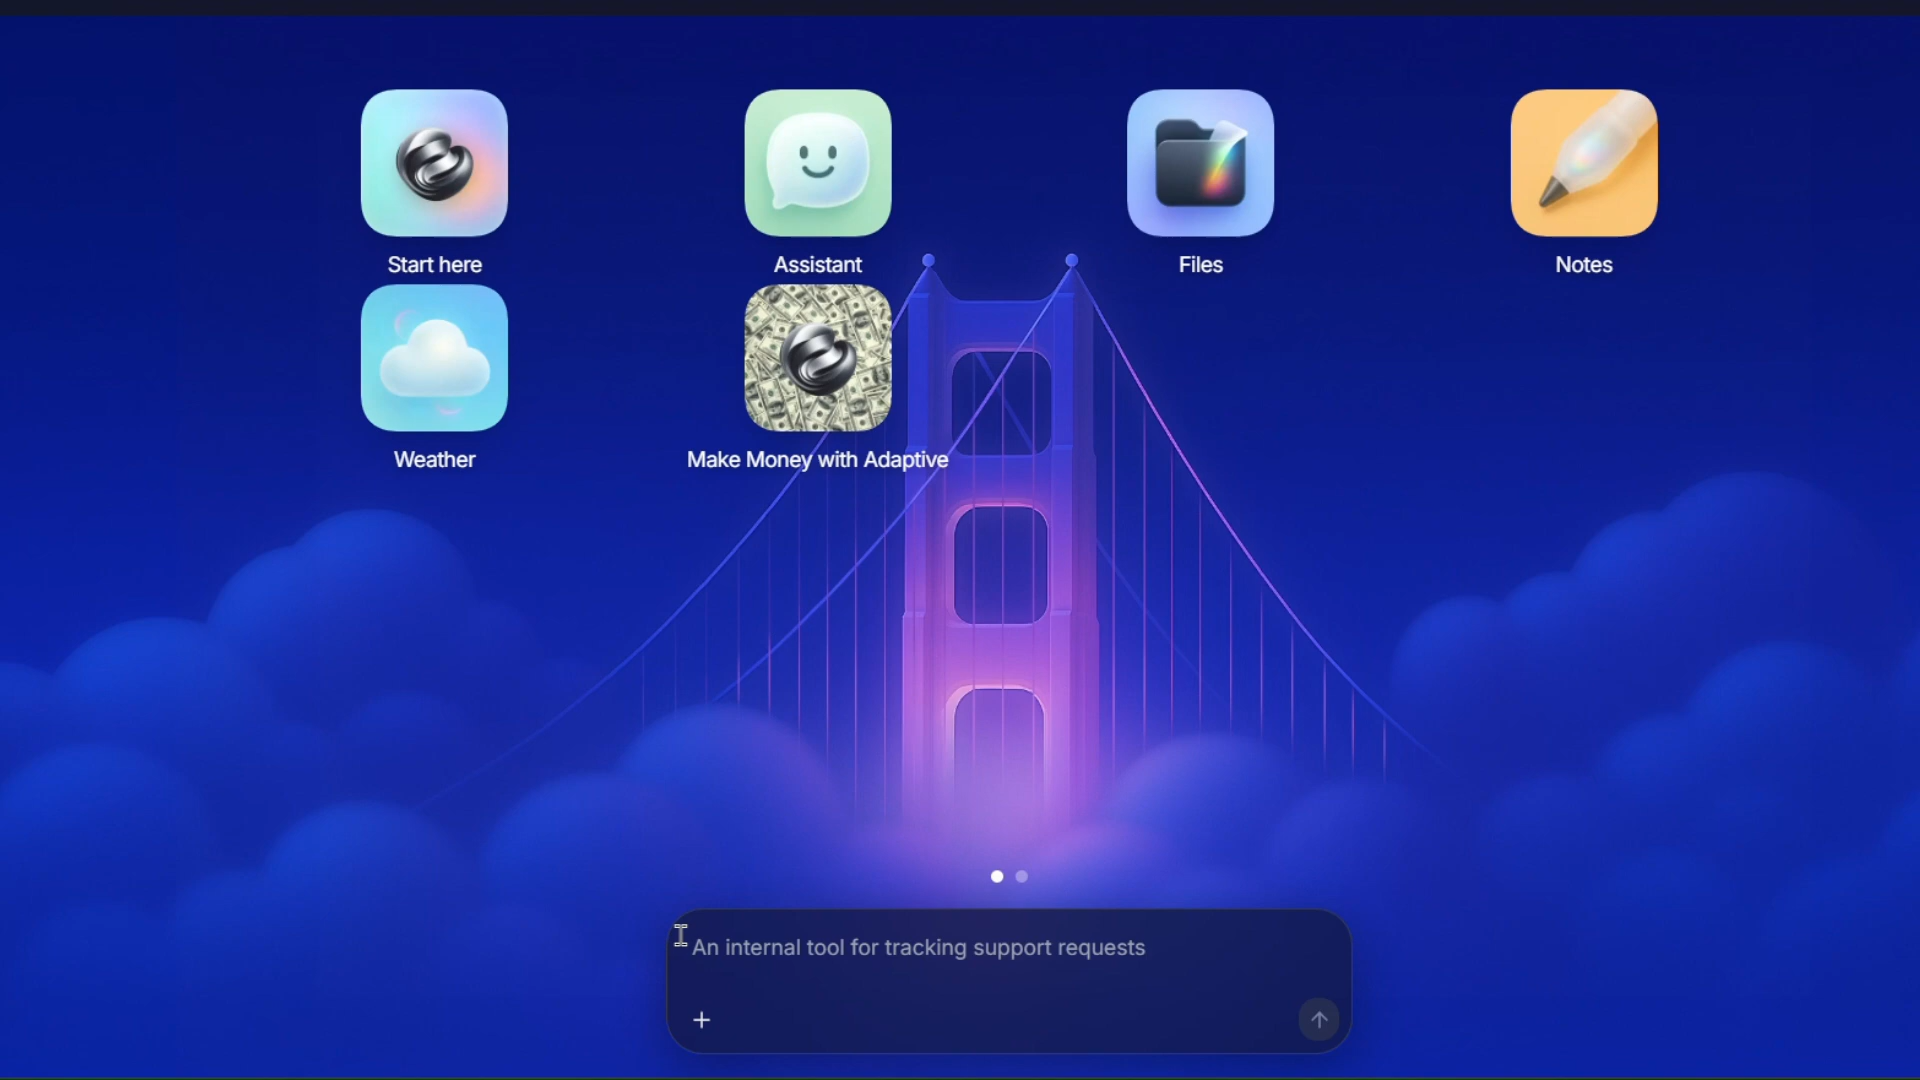 Start here
Assistant
Files
Notes
Weather
Make Money with Adaptive
An internal tool for tracking support requests